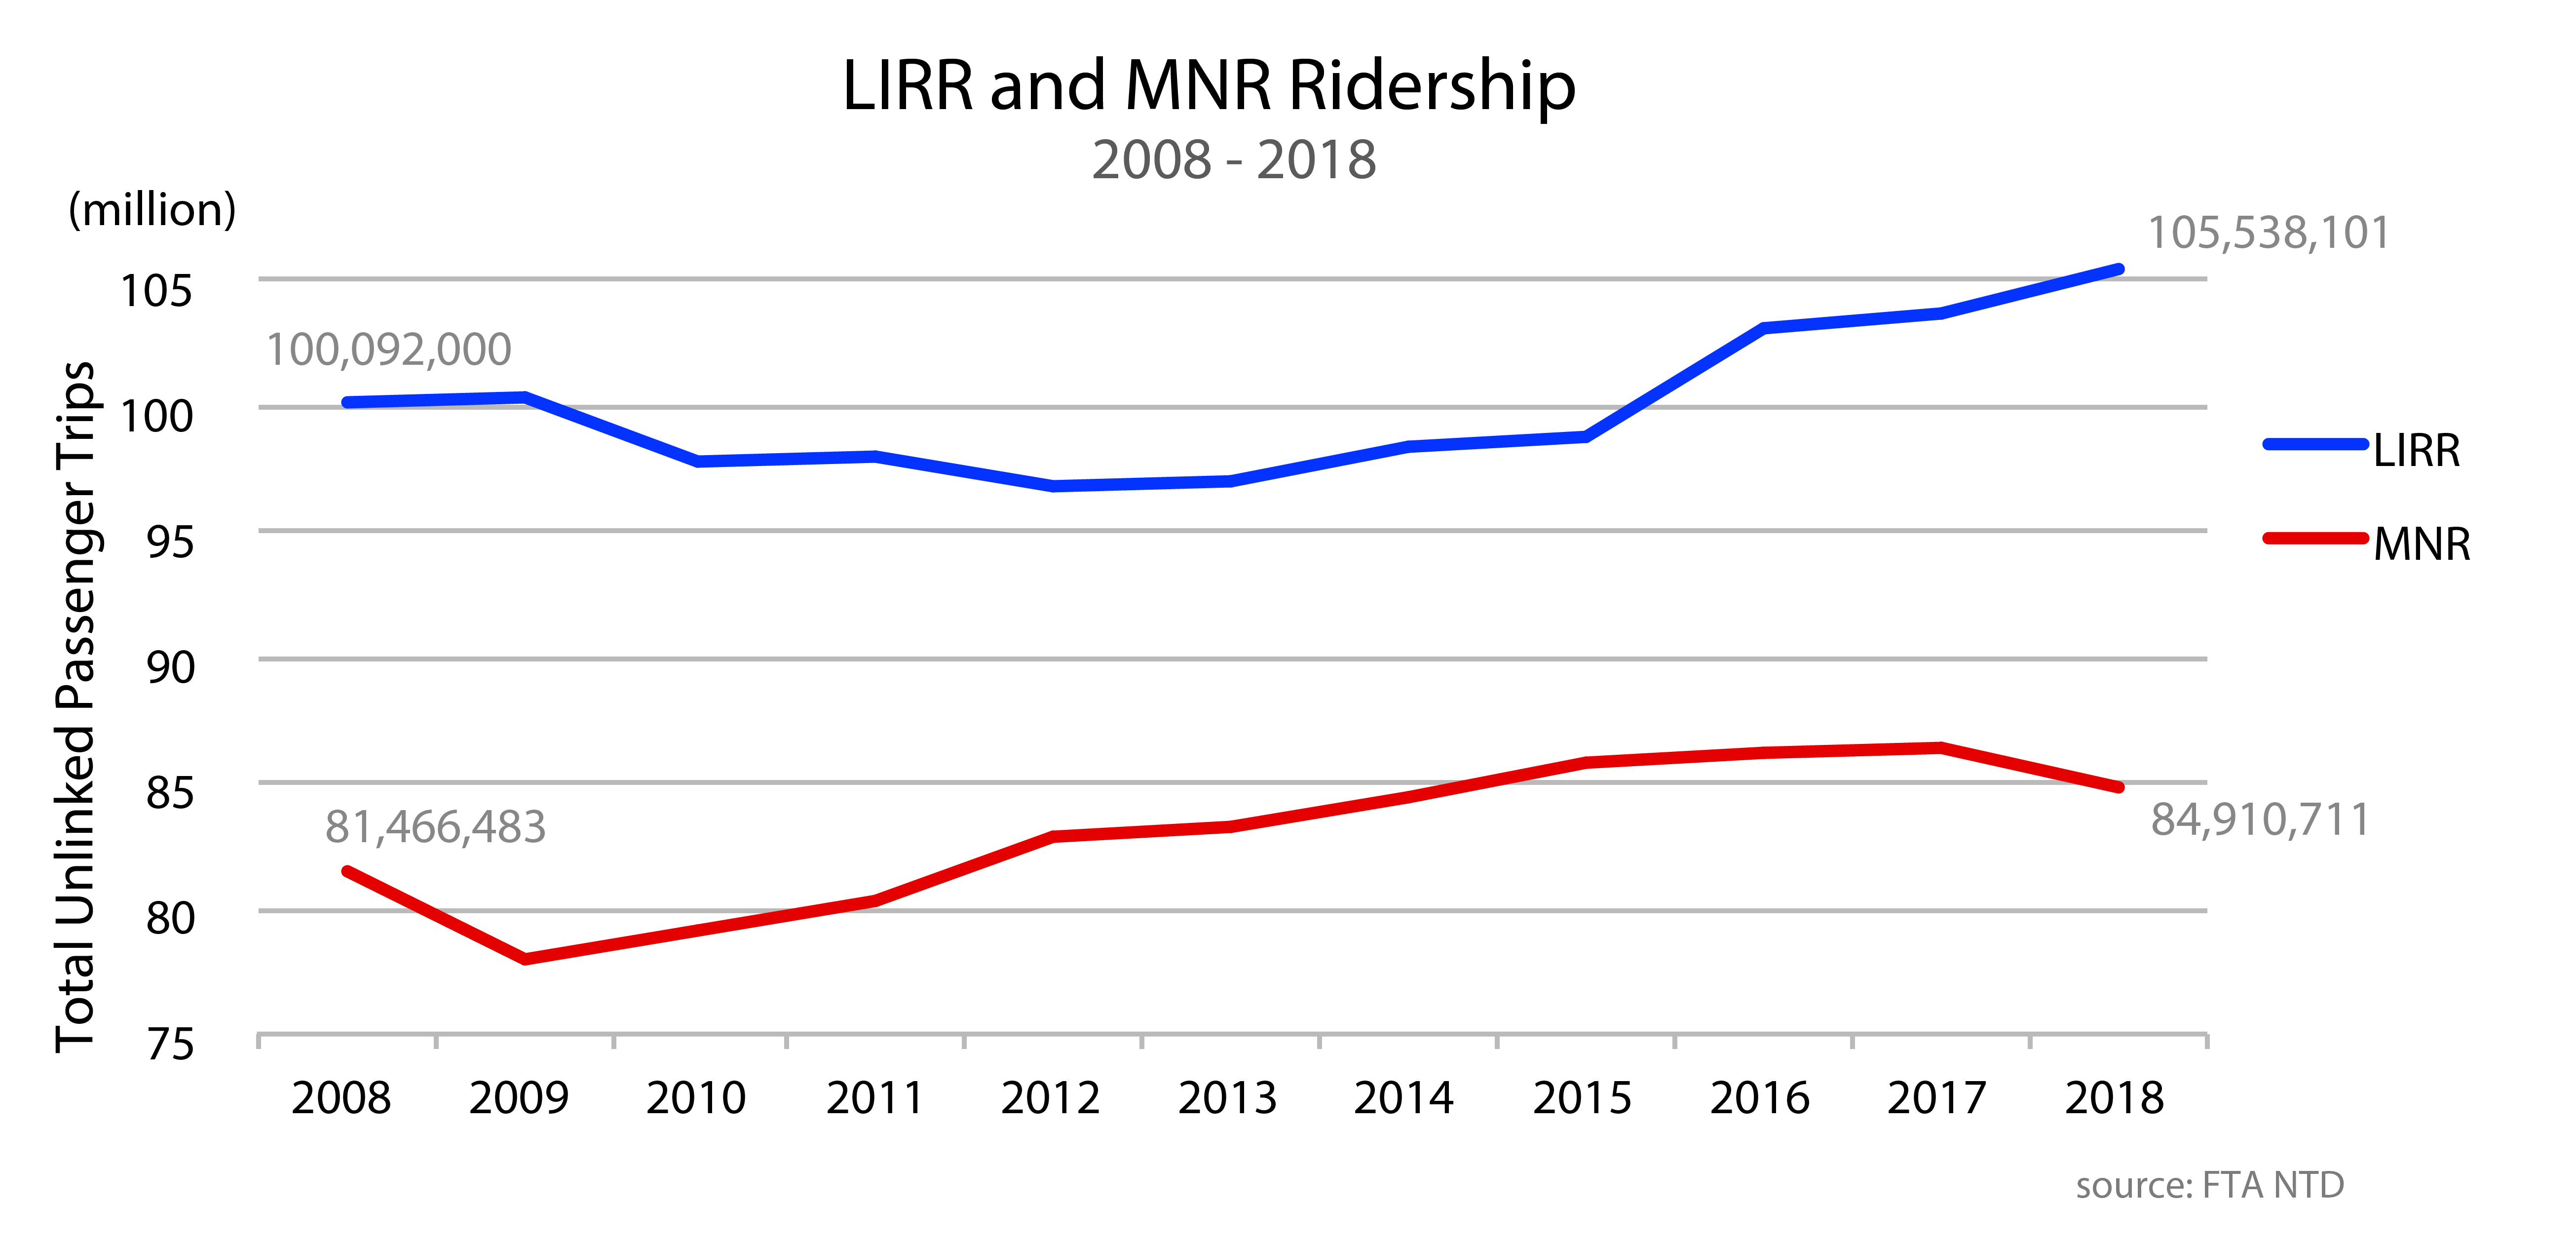 LIRR and MNR Ridership
2008 - 2018
(million)
105,538,101
105
100,092,000
100
LIRR
95
MNR
90
85
81,466,483
84,910,711
80
75
Total Unlinked Passenger Trips
2008 2009 2010 2011 2012 2013 2014 2015 2016 2017 2018
source: FTA NTD